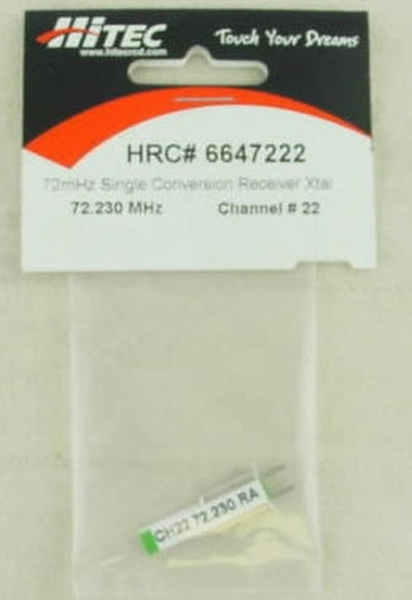 HiTEC
www.hitecrcd.com
Touch Your Dreams
HRC# 6647222
72mHz Single Conversion Receiver Xtal
72.230 MHz Channel # 22
CH22 72.230 RA